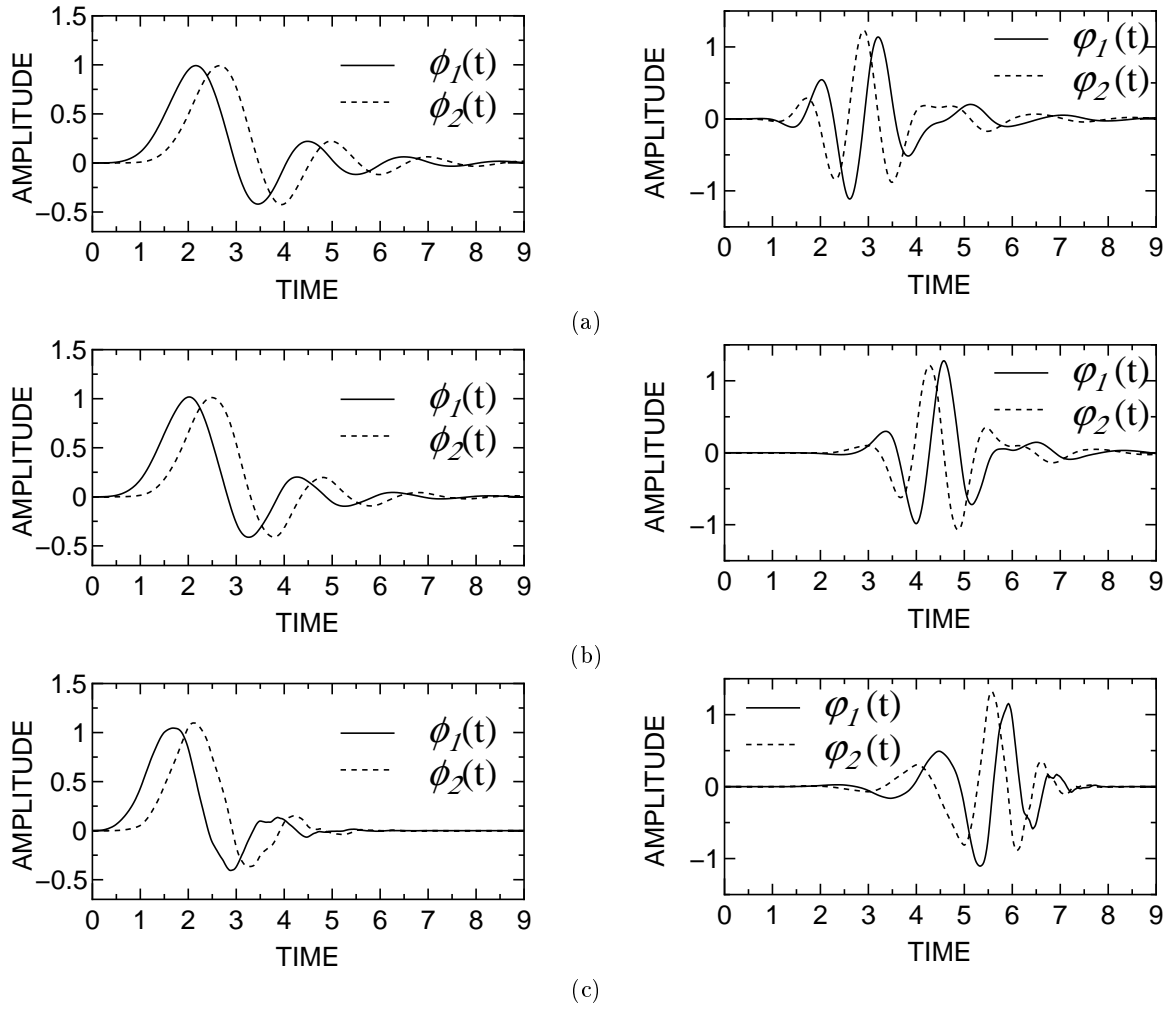 AMPLITUDE
1.5
1
0.5
0
−0.5
ϕ1(t)
ϕ2(t)
0 1 2 3 4 5 6 7 8 9
TIME
AMPLITUDE
1
0
−1
φ1(t)
φ2(t)
0 1 2 3 4 5 6 7 8 9
TIME
(a)
AMPLITUDE
1.5
1
0.5
0
−0.5
ϕ1(t)
ϕ2(t)
0 1 2 3 4 5 6 7 8 9
TIME
AMPLITUDE
1
0
−1
φ1(t)
φ2(t)
0 1 2 3 4 5 6 7 8 9
TIME
(b)
AMPLITUDE
1.5
1
0.5
0
−0.5
ϕ1(t)
ϕ2(t)
0 1 2 3 4 5 6 7 8 9
TIME
AMPLITUDE
1
0
−1
φ1(t)
φ2(t)
0 1 2 3 4 5 6 7 8 9
TIME
(c)